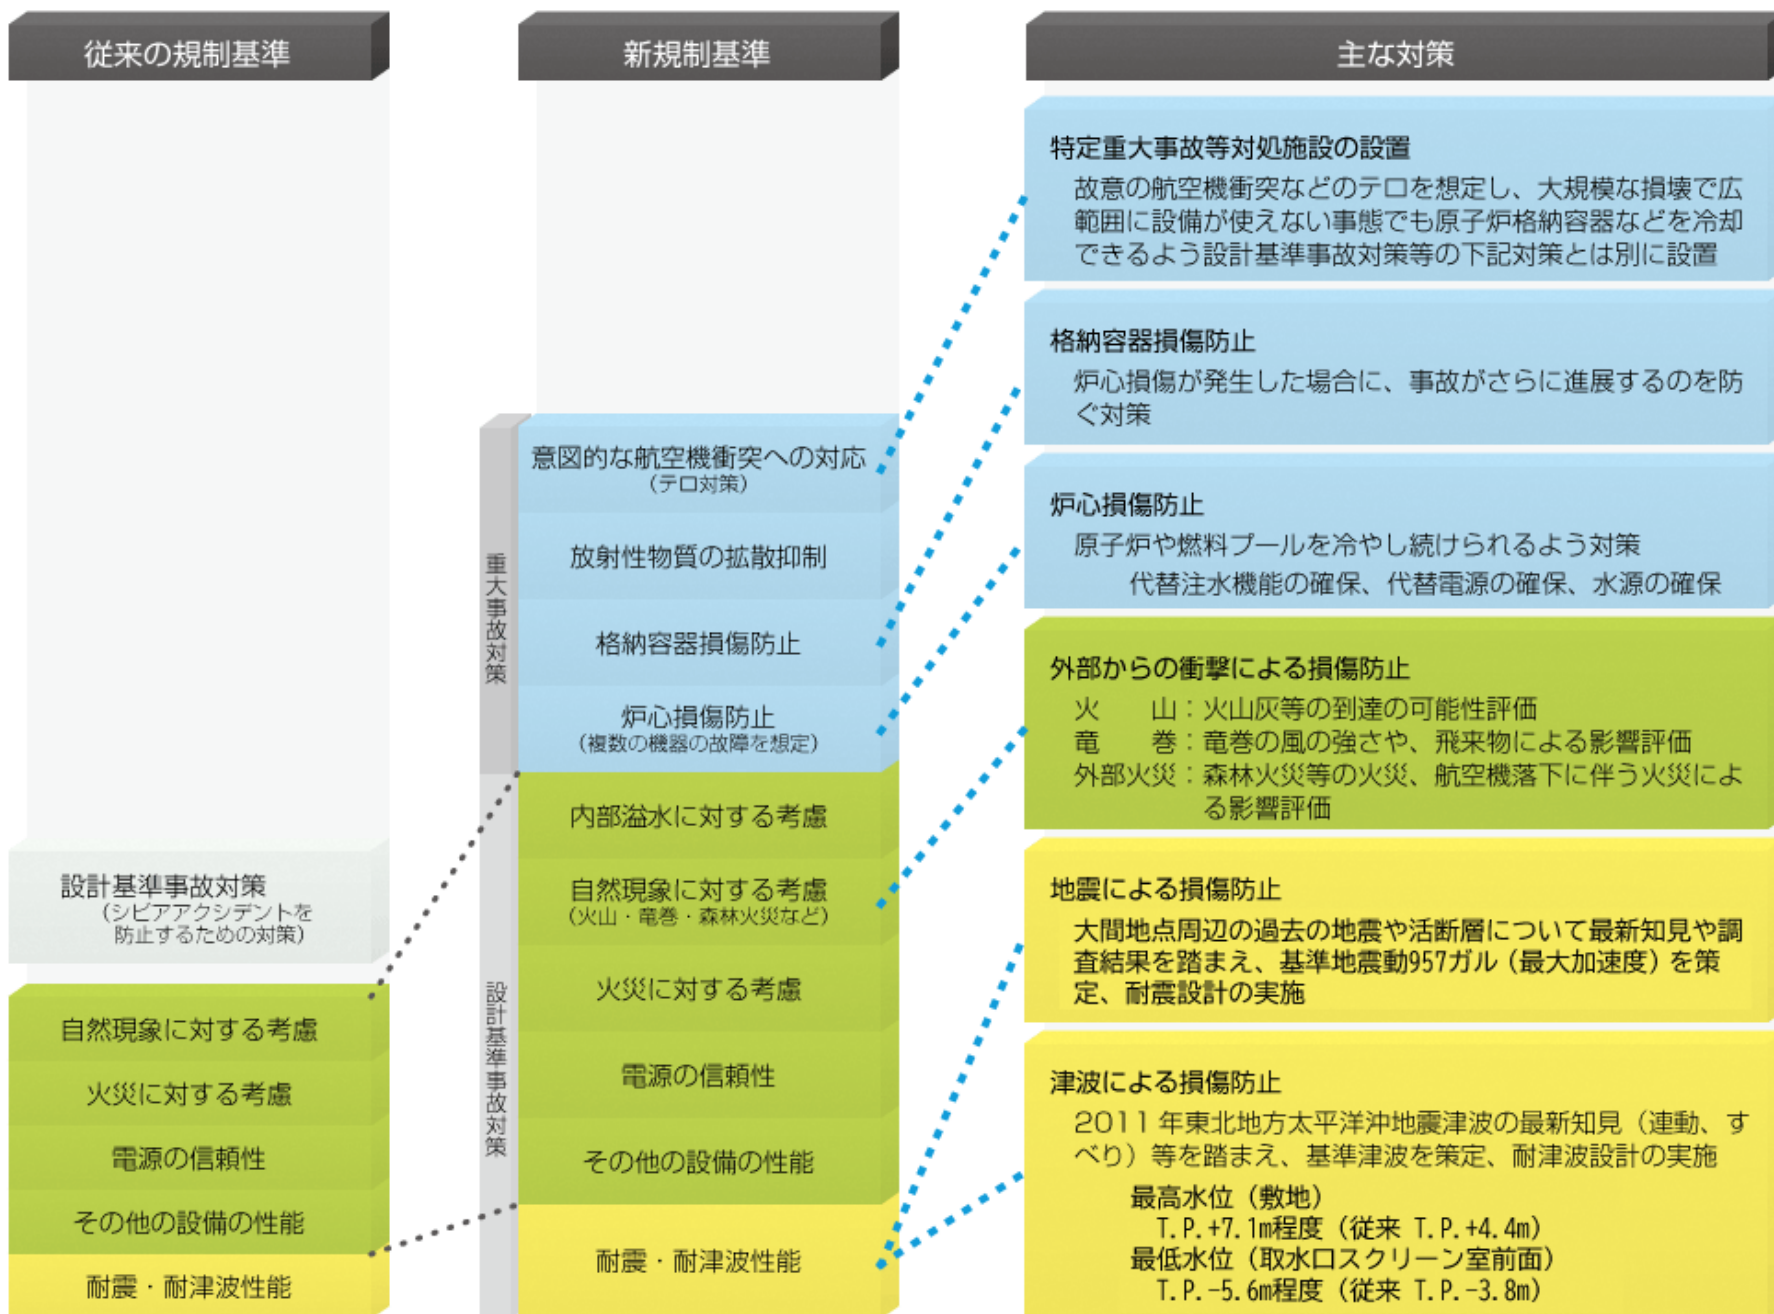 従来の規制基準
設計基準事故対策
(シビアアクシデントを
防止するための対策)
自然現象に対する考慮
火災に対する考慮
電源の信頼性
その他の設備の性能
耐震・耐津波性能
新規制基準
重大事故対策
意図的な航空機衝突への対応
(テロ対策)
放射性物質の拡散抑制
格納容器損傷防止
炉心損傷防止
(複数の機器の故障を想定)
設計基準事故対策
内部溢水に対する考慮
自然現象に対する考慮
(火山・竜巻・森林火災など)
火災に対する考慮
電源の信頼性
その他の設備の性能
耐震・耐津波性能
主な対策
特定重大事故等対処施設の設置
故意の航空機衝突などのテロを想定し、大規模な損壊で広
範囲に設備が使えない事態でも原子炉格納容器などを冷却
できるよう設計基準事故対策等の下記対策とは別に設置
格納容器損傷防止
炉心損傷が発生した場合に、事故がさらに進展するのを防
ぐ対策
炉心損傷防止
原子炉や燃料プールを冷やし続けられるよう対策
代替注水機能の確保、代替電源の確保、水源の確保
外部からの衝撃による損傷防止
火　　山：火山灰等の到達の可能性評価
竜　　巻：竜巻の風の強さや、飛来物による影響評価
外部火災：森林火災等の火災、航空機落下に伴う火災によ
る影響評価
地震による損傷防止
大間地点周辺の過去の地震や活断層について最新知見や調
査結果を踏まえ、基準地震動957ガル（最大加速度）を策
定、耐震設計の実施
津波による損傷防止
2011年東北地方太平洋沖地震津波の最新知見（連動、す
べり）等を踏まえ、基準津波を策定、耐津波設計の実施
最高水位（敷地）
T.P.+7.1m程度（従来 T.P.+4.4m）
最低水位（取水口スクリーン室前面）
T.P.-5.6m程度（従来 T.P.-3.8m）